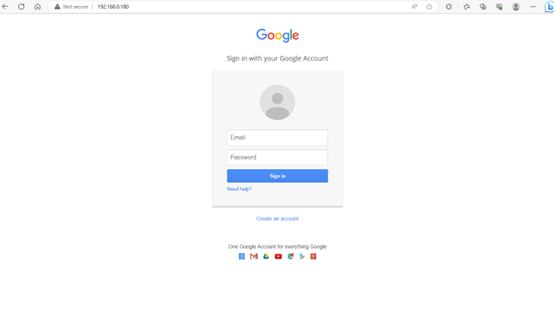 Not secure | 192.168.0.180
Google
Sign in with your Google Account
Email
Password
Sign in
Need help?
Create an account
One Google Account for everything Google